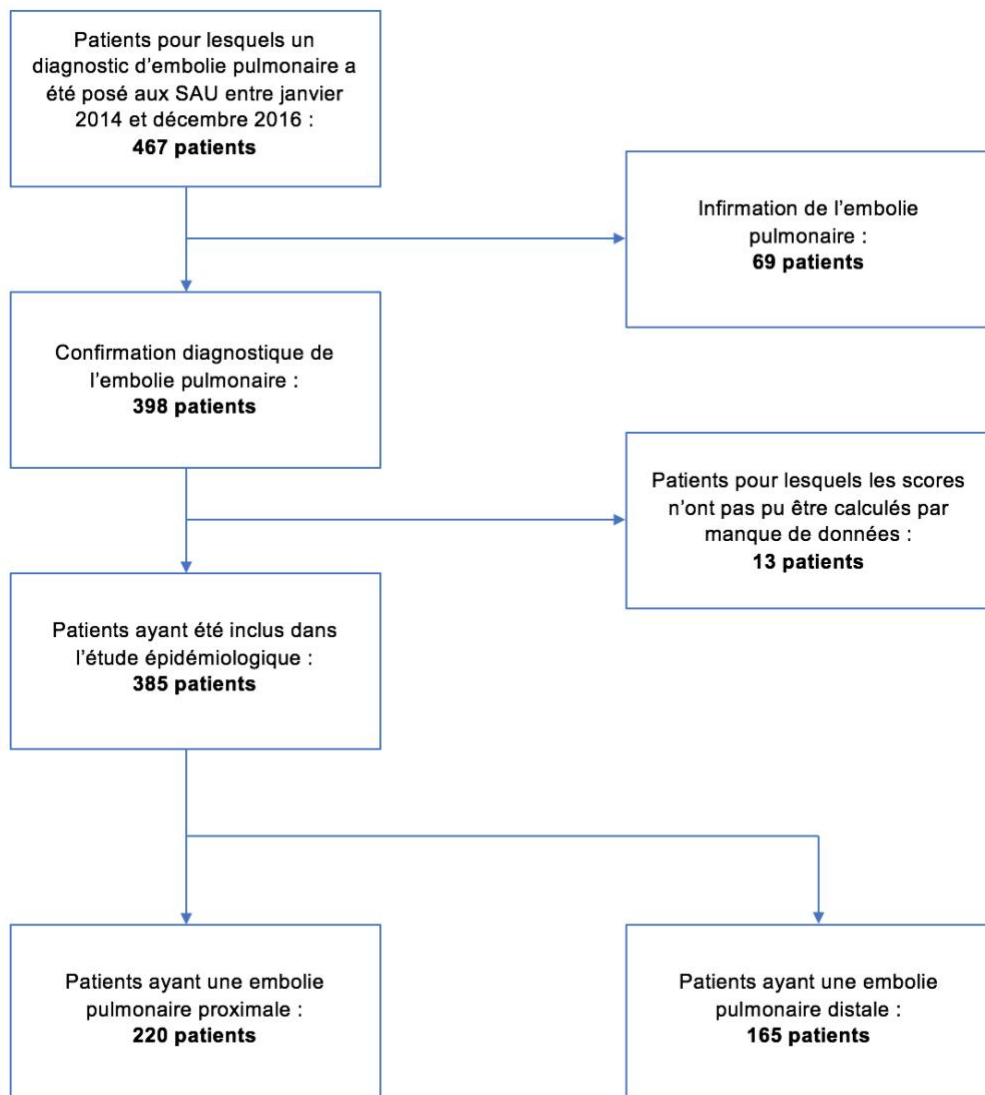 Patients pour lesquels un
diagnostic d'embolie pulmonaire a
été posé aux SAU entre janvier
2014 et décembre 2016 :
467 patients
Infirmation de l'embolie
pulmonaire :
69 patients
Confirmation diagnostique de
l'embolie pulmonaire :
398 patients
Patients pour lesquels les scores
n'ont pas pu être calculés par
manque de données :
13 patients
Patients ayant été inclus dans
l'étude épidémiologique :
385 patients
Patients ayant une embolie
pulmonaire proximale :
220 patients
Patients ayant une embolie
pulmonaire distale :
165 patients